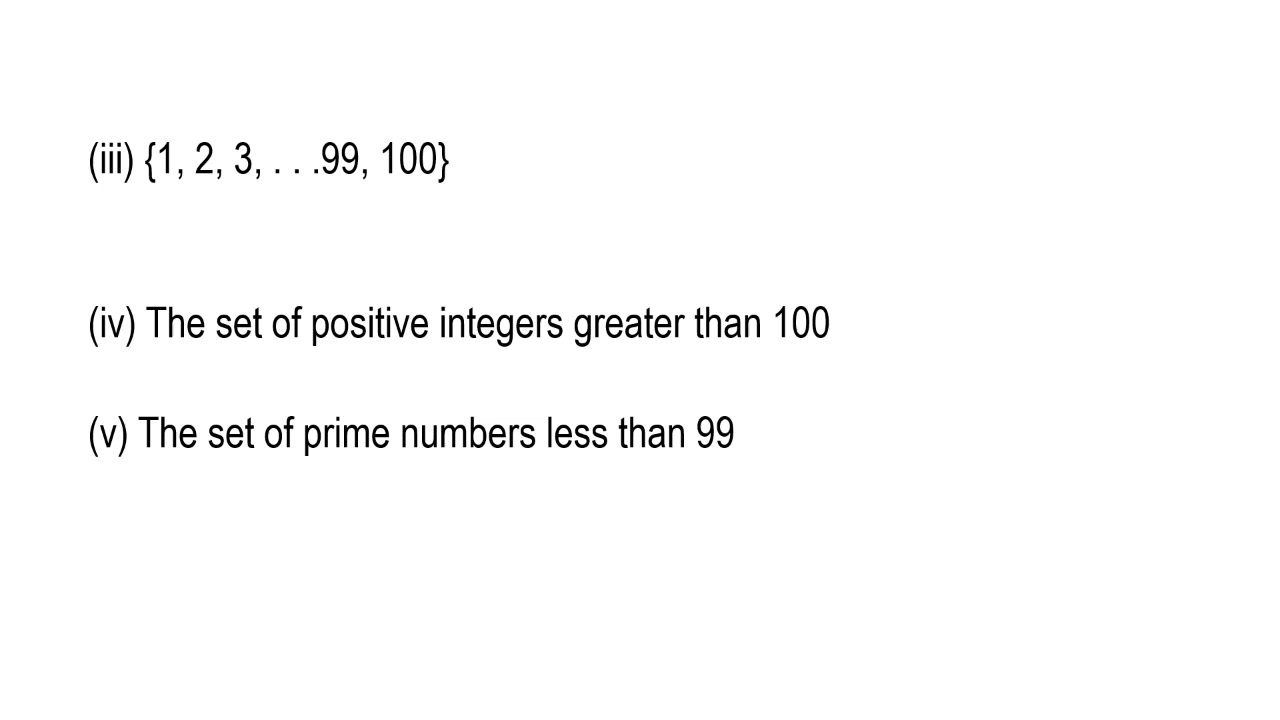 (iii) {1, 2, 3, . . .99, 100}
(iv) The set of positive integers greater than 100
(v) The set of prime numbers less than 99